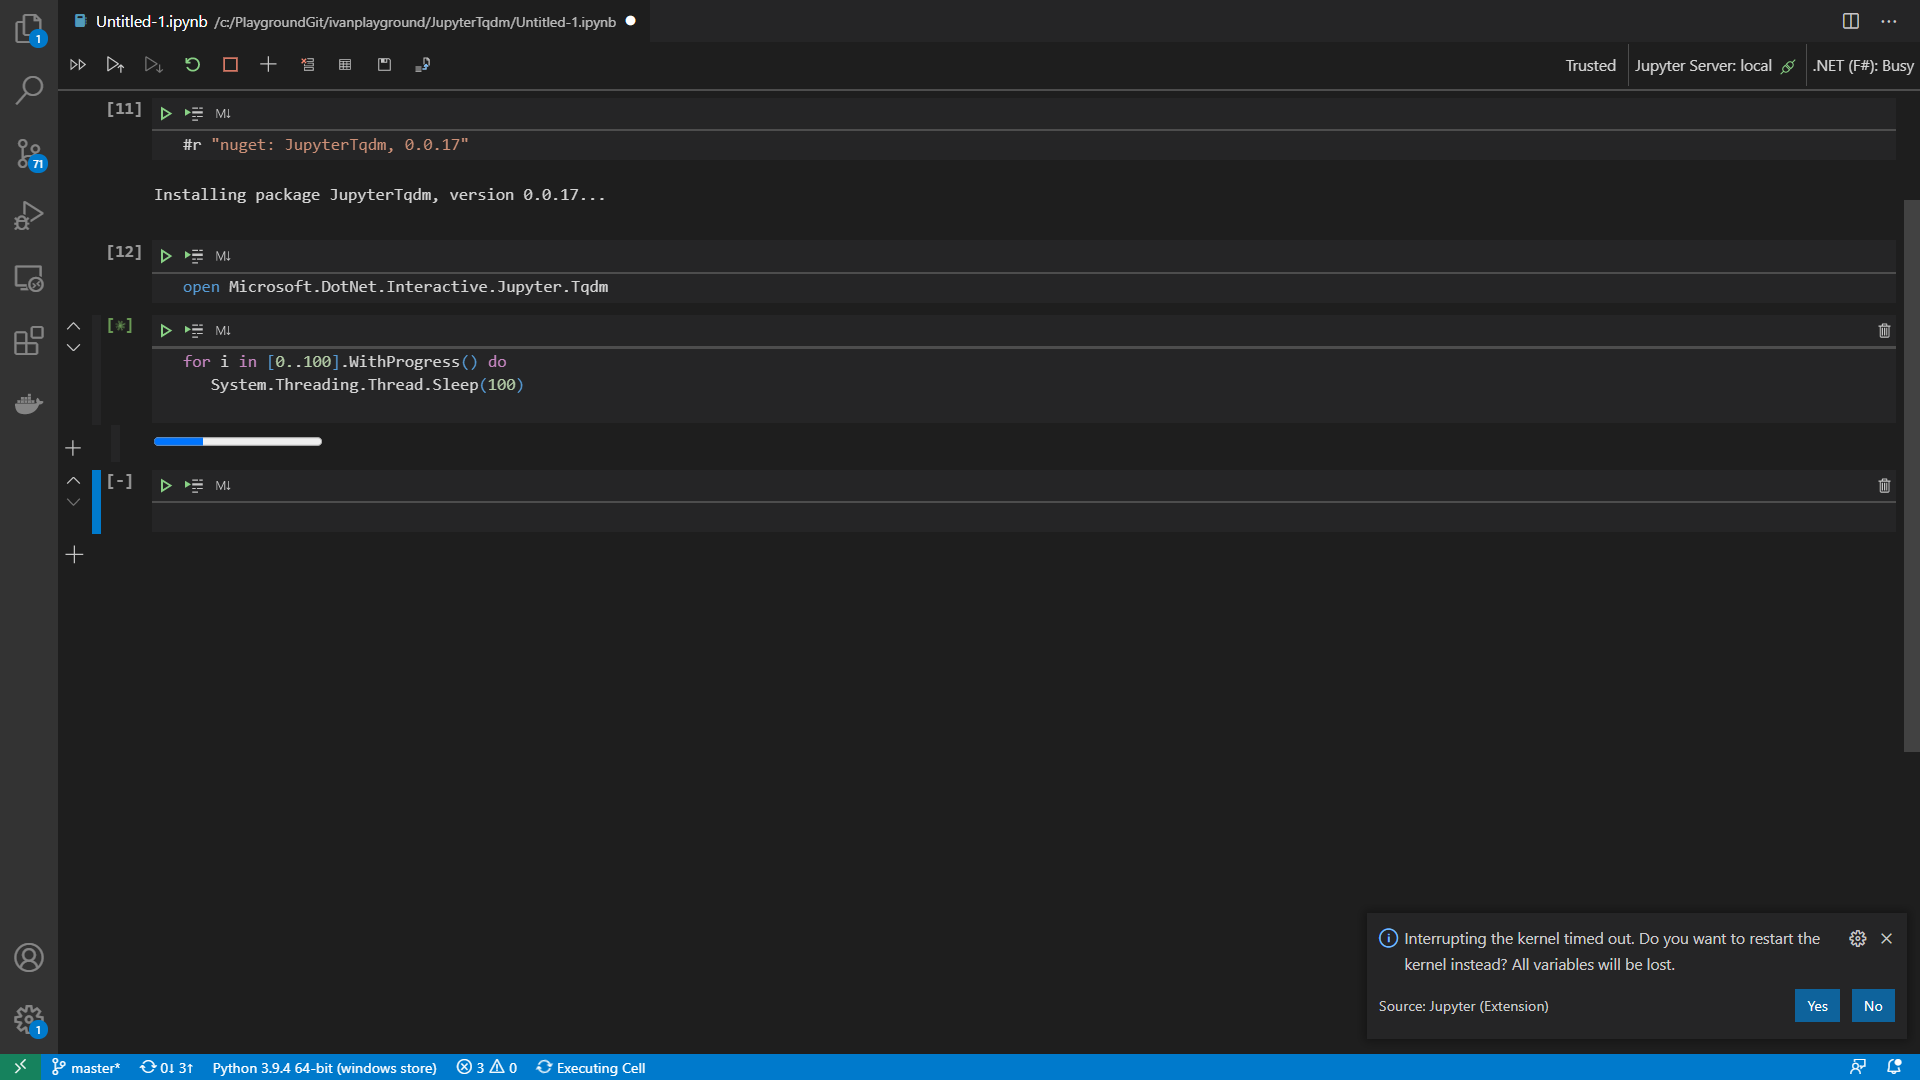 Untitled-1.ipynb /c:/PlaygroundGit/ivanplayground/JupyterTqdm/Untitled-1.ipynb
Trusted Jupyter Server: local .NET (F#): Busy
[11] M↓
#r "nuget: JupyterTqdm, 0.0.17"
Installing package JupyterTqdm, version 0.0.17...
[12] M↓
open Microsoft.DotNet.Interactive.Jupyter.Tqdm
[*] M↓
for i in [0..100].WithProgress() do
System.Threading.Thread.Sleep(100)
[-] M↓
1
71
1
Interrupting the kernel timed out. Do you want to restart the
kernel instead? All variables will be lost.
Source: Jupyter (Extension) Yes No
master* 0↓ 3↑ Python 3.9.4 64-bit (windows store) 3 0 Executing Cell